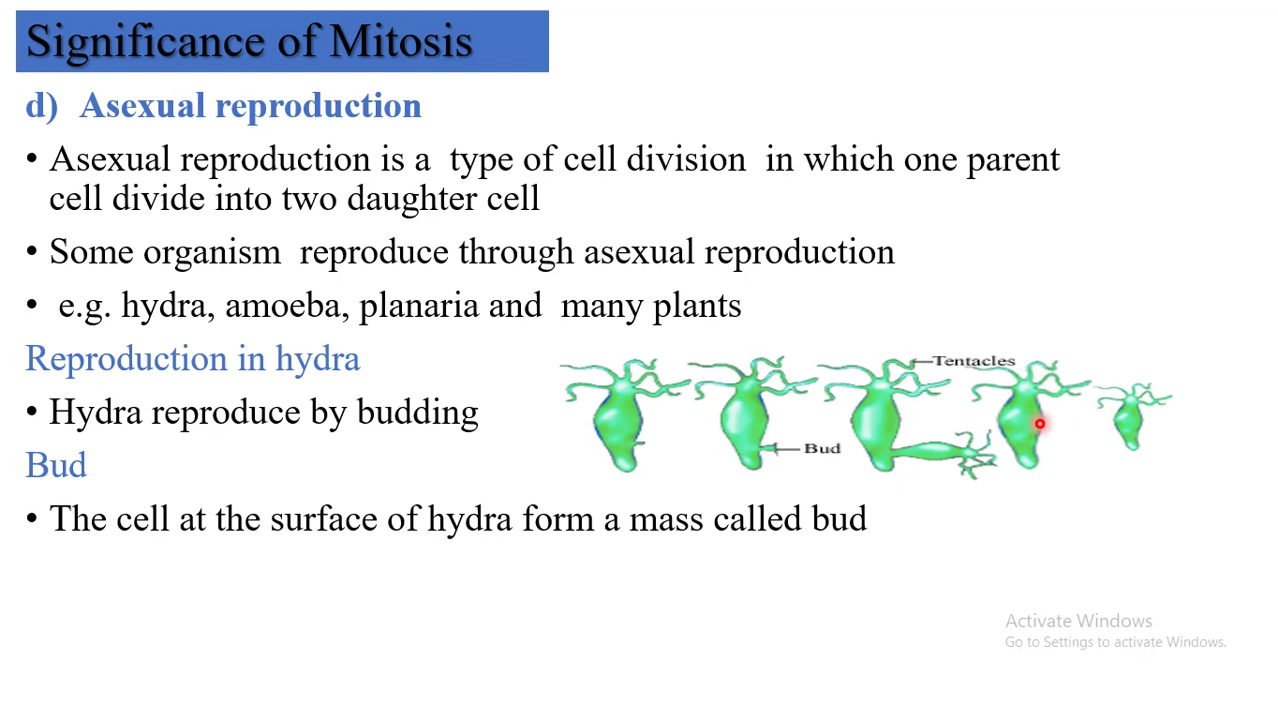 Significance of Mitosis
d) Asexual reproduction
• Asexual reproduction is a type of cell division in which one parent
cell divide into two daughter cell
• Some organism reproduce through asexual reproduction
• e.g. hydra, amoeba, planaria and many plants
Reproduction in hydra
Tentacles
• Hydra reproduce by budding
Bud
Bud
• The cell at the surface of hydra form a mass called bud
Activate Windows
Go to Settings to activate Windows.